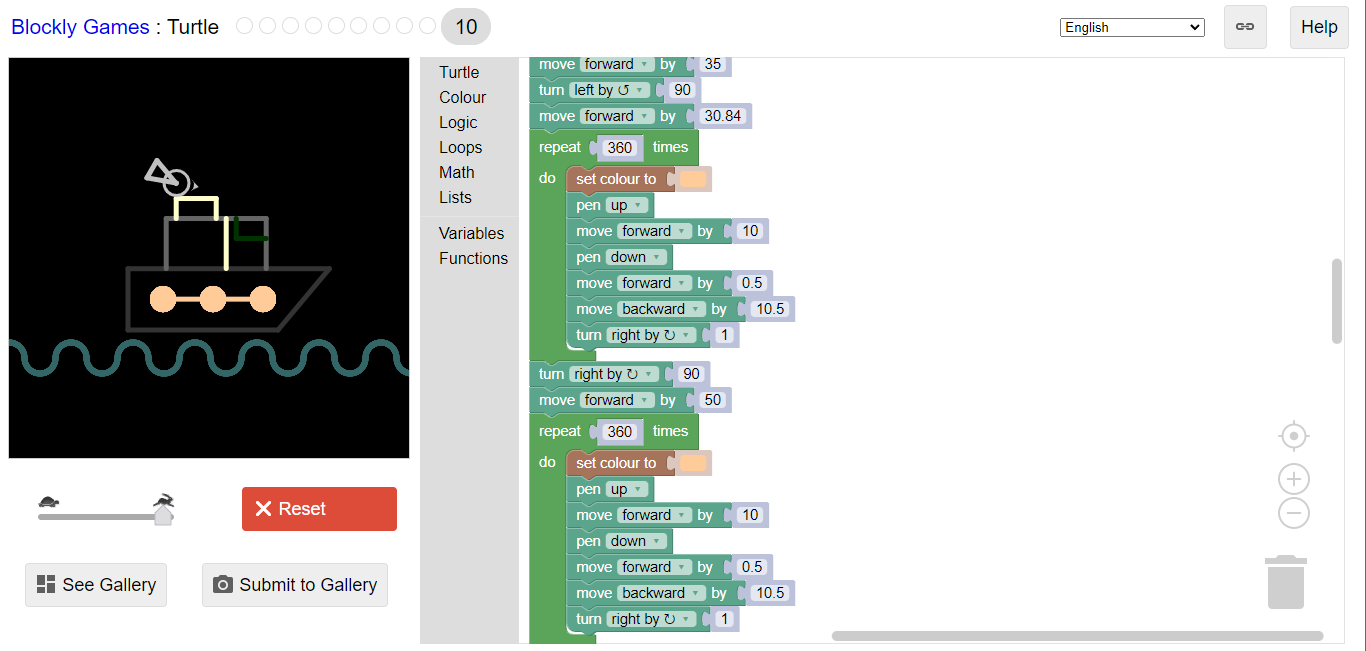 Blockly Games : Turtle 10 English Help
Turtle
Colour
Logic
Loops
Math
Lists
Variables
Functions
move forward by 35
turn left by ↺ 90
move forward by 30.84
repeat 360 times
do set colour to
pen up
move forward by 10
pen down
move forward by 0.5
move backward by 10.5
turn right by ↻ 1
turn right by ↻ 90
move forward by 50
repeat 360 times
do set colour to
pen up
move forward by 10
pen down
move forward by 0.5
move backward by 10.5
turn right by ↻ 1
Reset
See Gallery
Submit to Gallery